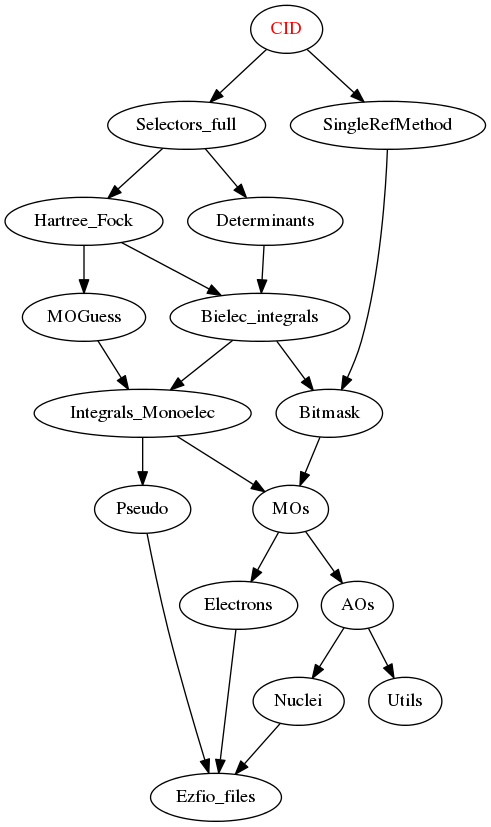 CID
Selectors_full
SingleRefMethod
Hartree_Fock
Determinants
MOGuess
Bielec_integrals
Integrals_Monoelec
Bitmask
Pseudo
MOs
Electrons
AOs
Nuclei
Utils
Ezfio_files